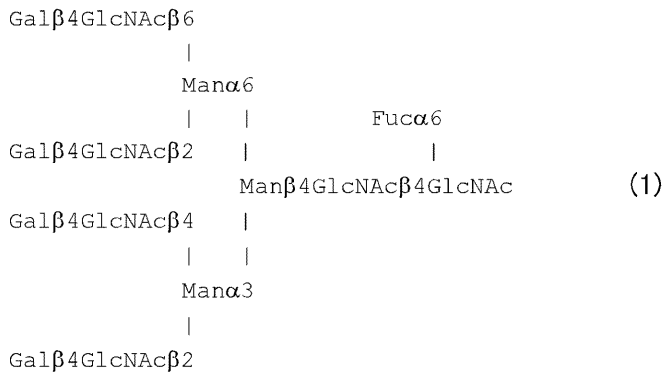 Galβ4GlcNAcβ6
|
Manα6
| | Fucα6
Galβ4GlcNAcβ2 | |
Manβ4GlcNAcβ4GlcNAc (1)
Galβ4GlcNAcβ4 |
| |
Manα3
|
Galβ4GlcNAcβ2